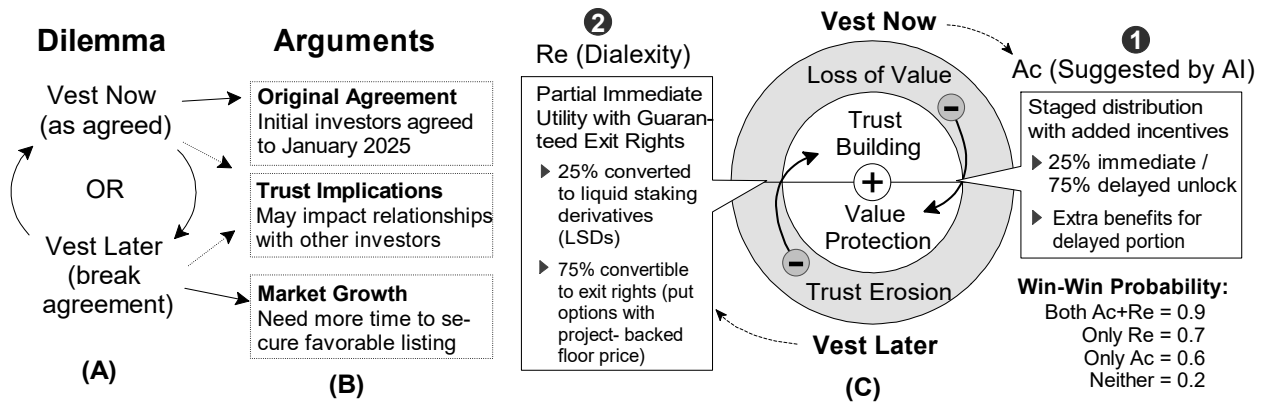 Dilemma
Vest Now
(as agreed)
OR
Vest Later
(break
agreement)
(A)
Arguments
Original Agreement
Initial investors agreed
to January 2025
Trust Implications
May impact relationships
with other investors
Market Growth
Need more time to se-
cure favorable listing
(B)
2
Re (Dialexity)
Partial Immediate
Utility with Guaran-
teed Exit Rights
25% converted
to liquid staking
derivatives
(LSDs)
75% convertible
to exit rights (put
options with
project- backed
floor price)
Vest Now
Loss of Value
−
Trust
Building
+
Value
Protection
−
Trust Erosion
Vest Later
(C)
1
Ac (Suggested by AI)
Staged distribution
with added incentives
25% immediate /
75% delayed unlock
Extra benefits for
delayed portion
Win-Win Probability:
Both Ac+Re = 0.9
Only Re = 0.7
Only Ac = 0.6
Neither = 0.2